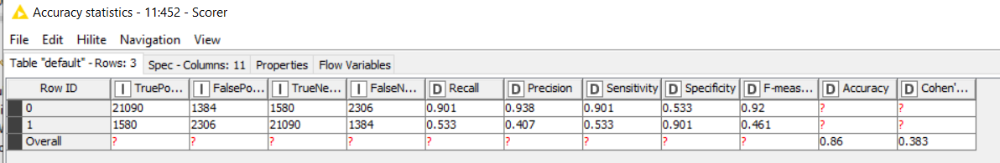 Accuracy statistics - 11:452 - Scorer
File Edit Hilite Navigation View
Table "default" - Rows: 3 Spec - Columns: 11 Properties Flow Variables
Row ID I TruePo... I FalsePo... I TrueNe... I FalseN... D Recall D Precision D Sensitivity D Specificity D F-meas... D Accuracy D Cohen'...
0 21090 1384 1580 2306 0.901 0.938 0.901 0.533 0.92 ? ?
1 1580 2306 21090 1384 0.533 0.407 0.533 0.901 0.461 ? ?
Overall ? ? ? ? ? ? ? ? ? 0.86 0.383